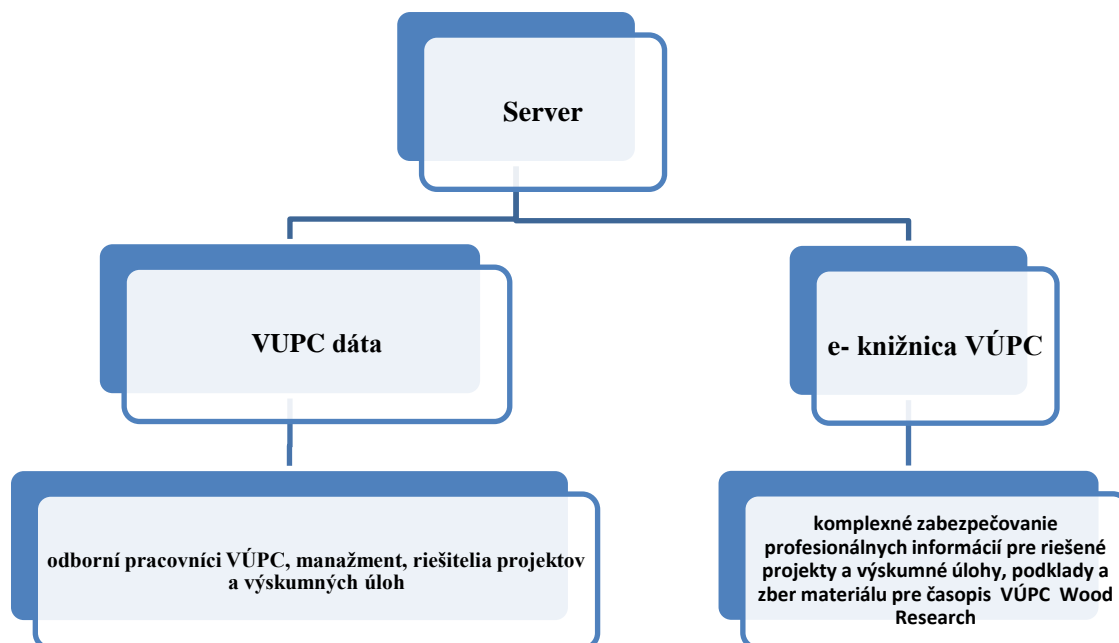 Server
VUPC dáta
e- knižnica VÚPC
odborní pracovníci VÚPC, manažment, riešitelia projektov
a výskumných úloh
komplexné zabezpečovanie
profesionálnych informácií pre riešené
projekty a výskumné úlohy, podklady a
zber materiálu pre časopis VÚPC Wood
Research